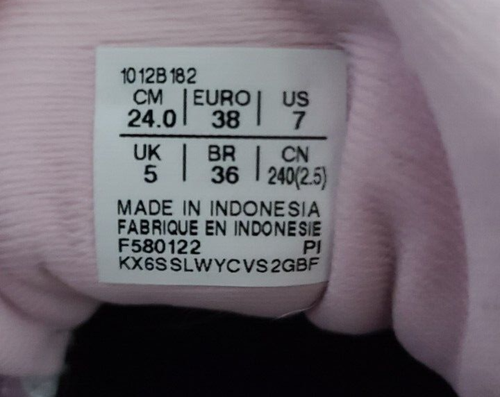 1012B182
CM | EURO | US
24.0 | 38 | 7
UK | BR | CN
5 | 36 | 240(2.5)
MADE IN INDONESIA
FABRIQUE EN INDONESIE
F580122 PI
KX6SSLWYCVS2GBF